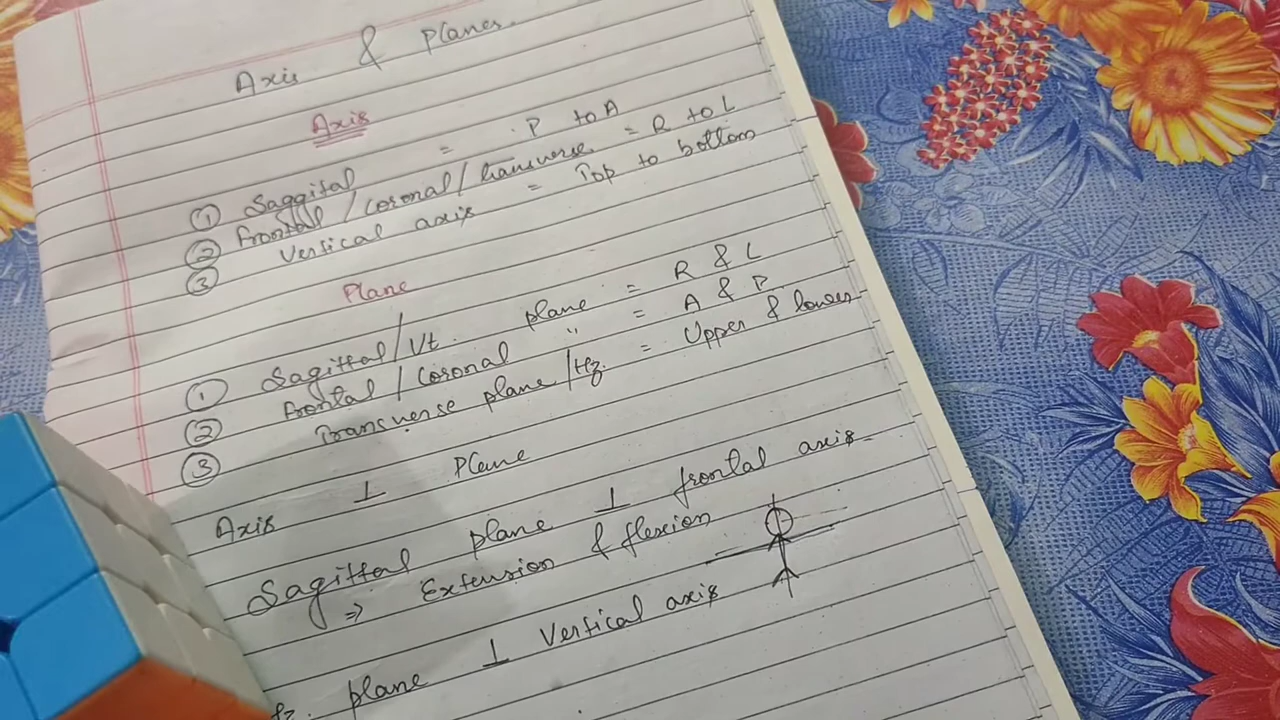 Axis & Planes.
Axis
① Saggital = P to A
② frontal / coronal / transverse = R to L
③ Vertical axis = Top to bottom
Plane
① Sagittal / Vt. plane = R & L
② frontal / coronal " = A & P
③ Transverse plane / Hz. = Upper & lower
Axis ⊥ Plane
Sagittal plane ⊥ frontal axis
⇒ Extension & flexion
plane ⊥ Vertical axis